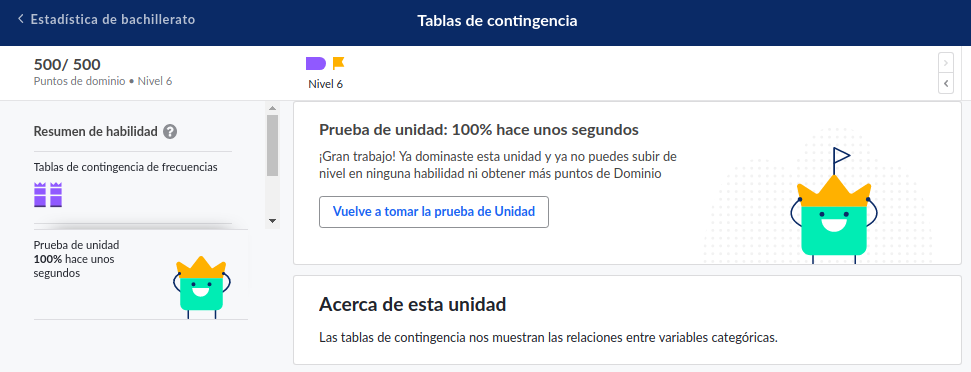 Estadística de bachillerato
Tablas de contingencia
500/ 500
Puntos de dominio • Nivel 6
Nivel 6
Resumen de habilidad ?
Tablas de contingencia de frecuencias
Prueba de unidad
100% hace unos
segundos
Prueba de unidad: 100% hace unos segundos
¡Gran trabajo! Ya dominaste esta unidad y ya no puedes subir de
nivel en ninguna habilidad ni obtener más puntos de Dominio
Vuelve a tomar la prueba de Unidad
Acerca de esta unidad
Las tablas de contingencia nos muestran las relaciones entre variables categóricas.